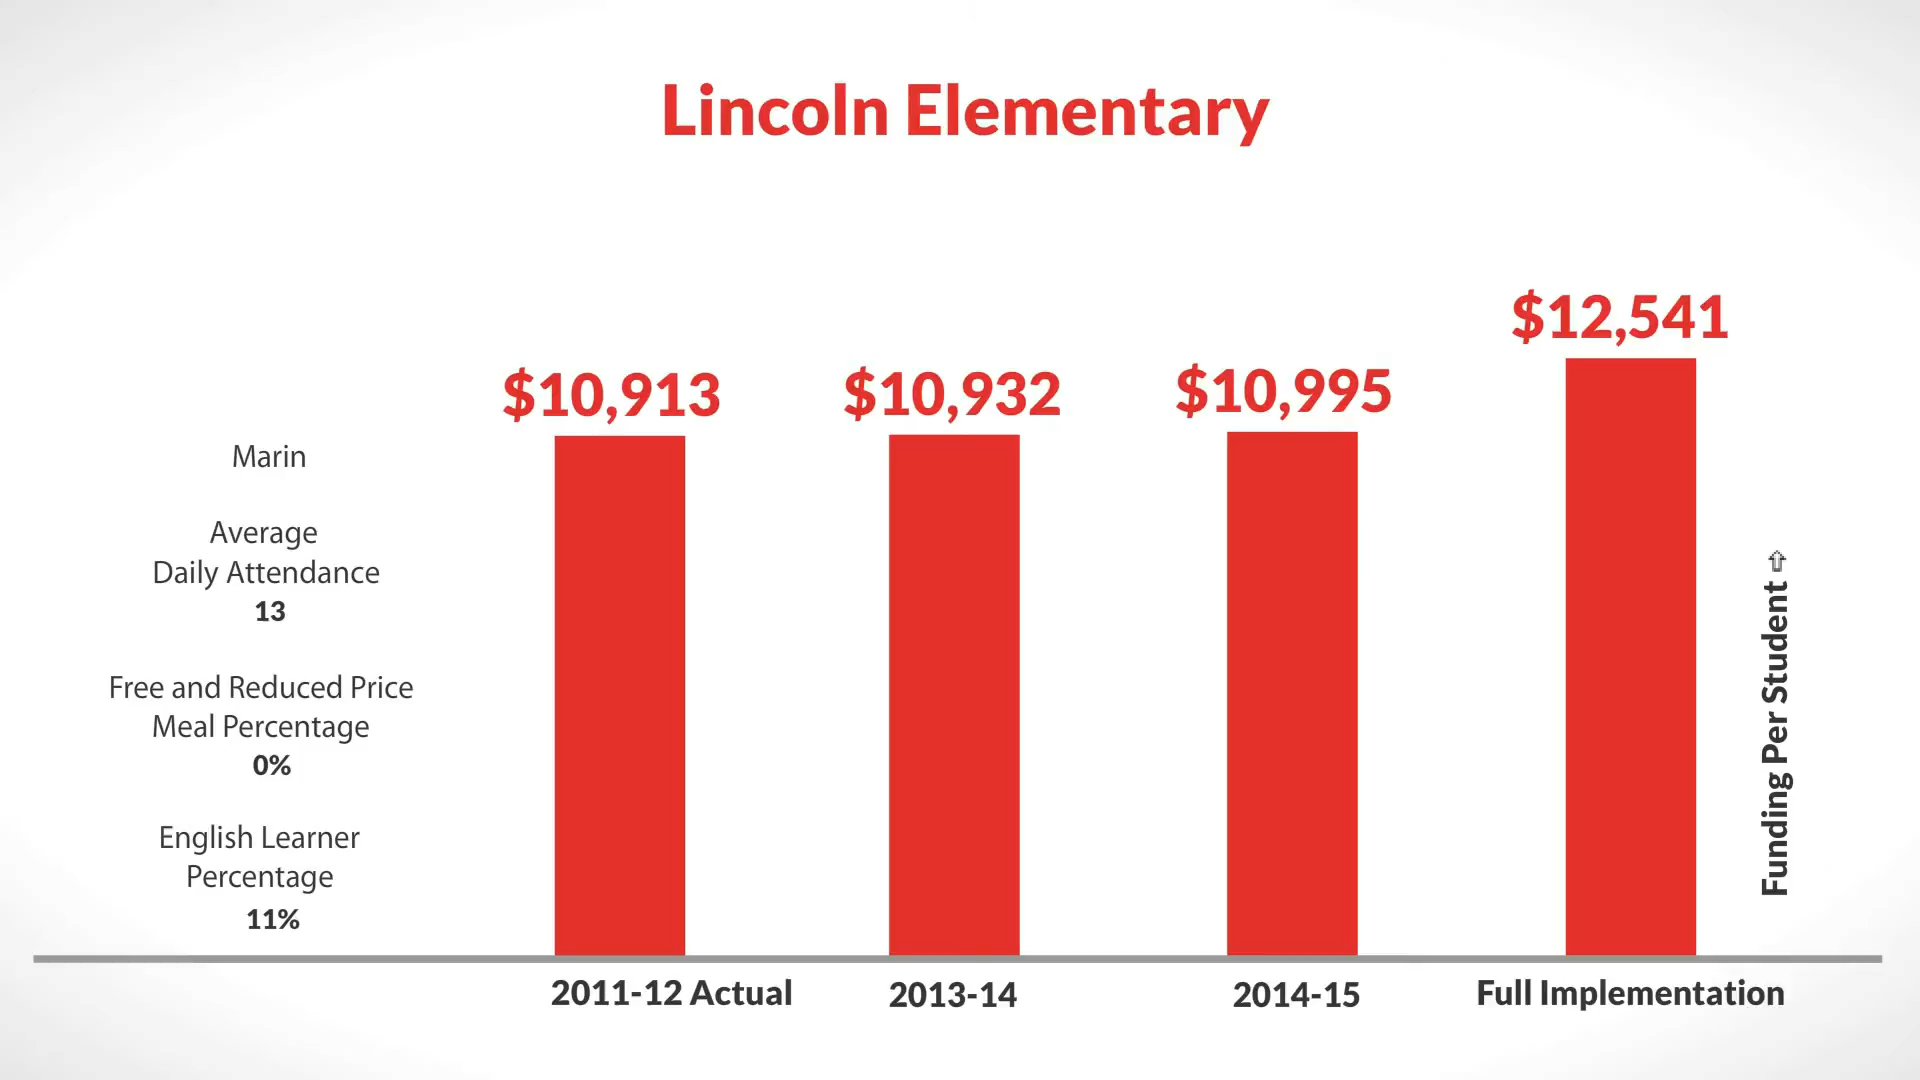 Lincoln Elementary
$10,913
$10,932
$10,995
$12,541
Marin
Average
Daily Attendance
13
Free and Reduced Price
Meal Percentage
0%
English Learner
Percentage
11%
Funding Per Student ⇧
2011-12 Actual
2013-14
2014-15
Full Implementation